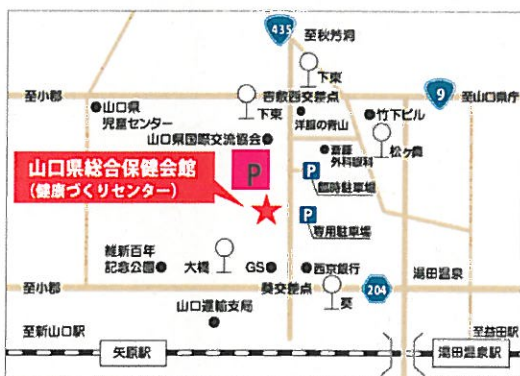 435
至秋芳洞
下東
9
至小郡
吉敷西交差点
至山口県庁
山口県
児童センター
下東
洋服の青山
竹下ビル
山口県国際交流協会
斎藤
外科眼科
松ヶ鼻
P
山口県総合保健会館
(健康づくりセンター)
P
臨時駐車場
P
専用駐車場
維新百年
記念公園
大橋
GS
西京銀行
湯田温泉
至小郡
葵交差点
葵
204
山口運輸支局
至新山口駅
至益田駅
矢原駅
湯田温泉駅